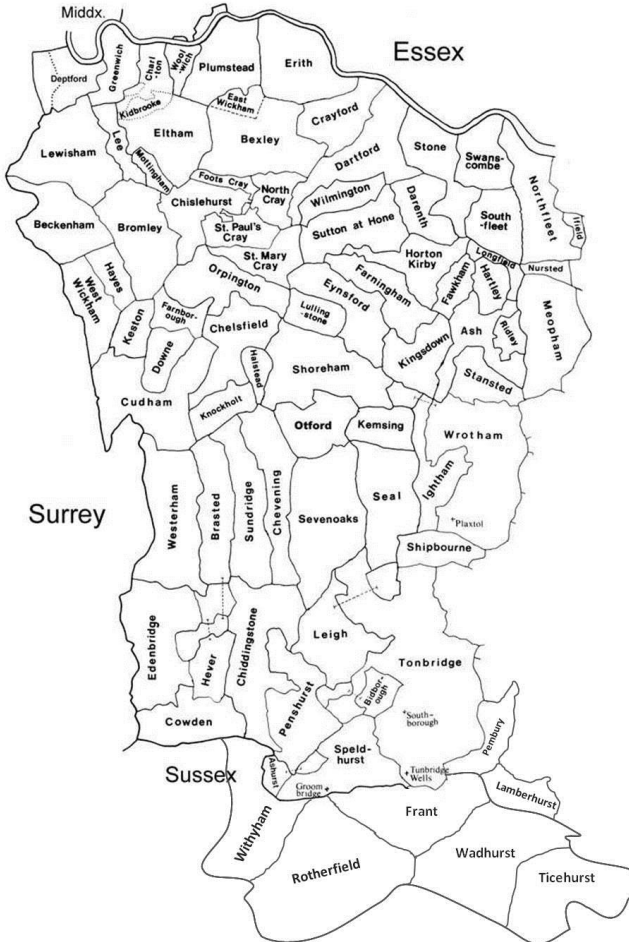 Middx.
Essex
Deptford
Greenwich
Charl
-ton
Wool
-wich
Plumstead
Erith
Kidbrooke
East
Wickham
Crayford
Lewisham
Lee
Eltham
Mottingham
Bexley
Dartford
Stone
Swans-
combe
Northfleet
Ifield
Foots Cray
North
Cray
Chislehurst
Wilmington
Darenth
South
-fleet
Beckenham
Bromley
St. Paul's
Cray
Sutton at Hone
St. Mary
Cray
Horton
Kirby
Longfield
Nursted
Hayes
West
Wickham
Orpington
Eynsford
Farningham
Fawkham
Hartley
Meopham
Keston
Farnbor-
ough
Chelsfield
Lulling
-stone
Kingsdown
Ash
Ridley
Downe
Halstead
Shoreham
Stansted
Cudham
Knockholt
Otford
Kemsing
Wrotham
Ightham
Surrey
Westerham
Brasted
Sundridge
Chevening
Sevenoaks
Seal
Plaxtol
Shipbourne
Edenbridge
Hever
Chiddingstone
Leigh
Tonbridge
Penshurst
Bidbor-
ough
South-
borough
Cowden
Speld-
hurst
Pembury
Sussex
Ashurst
Groom
bridge
Tunbridge
Wells
Lamberhurst
Withyham
Frant
Rotherfield
Wadhurst
Ticehurst